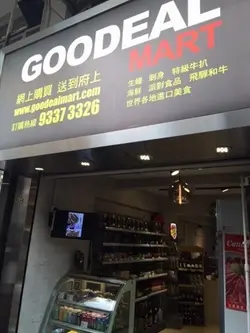 GOODEAL
MART
網上購買 送到府上
www.goodealmart.com
訂購熱線 9337 3326
生蠔 刺身 特級牛扒
海鮮 派對食品 飛驒和牛
世界各地進口美食